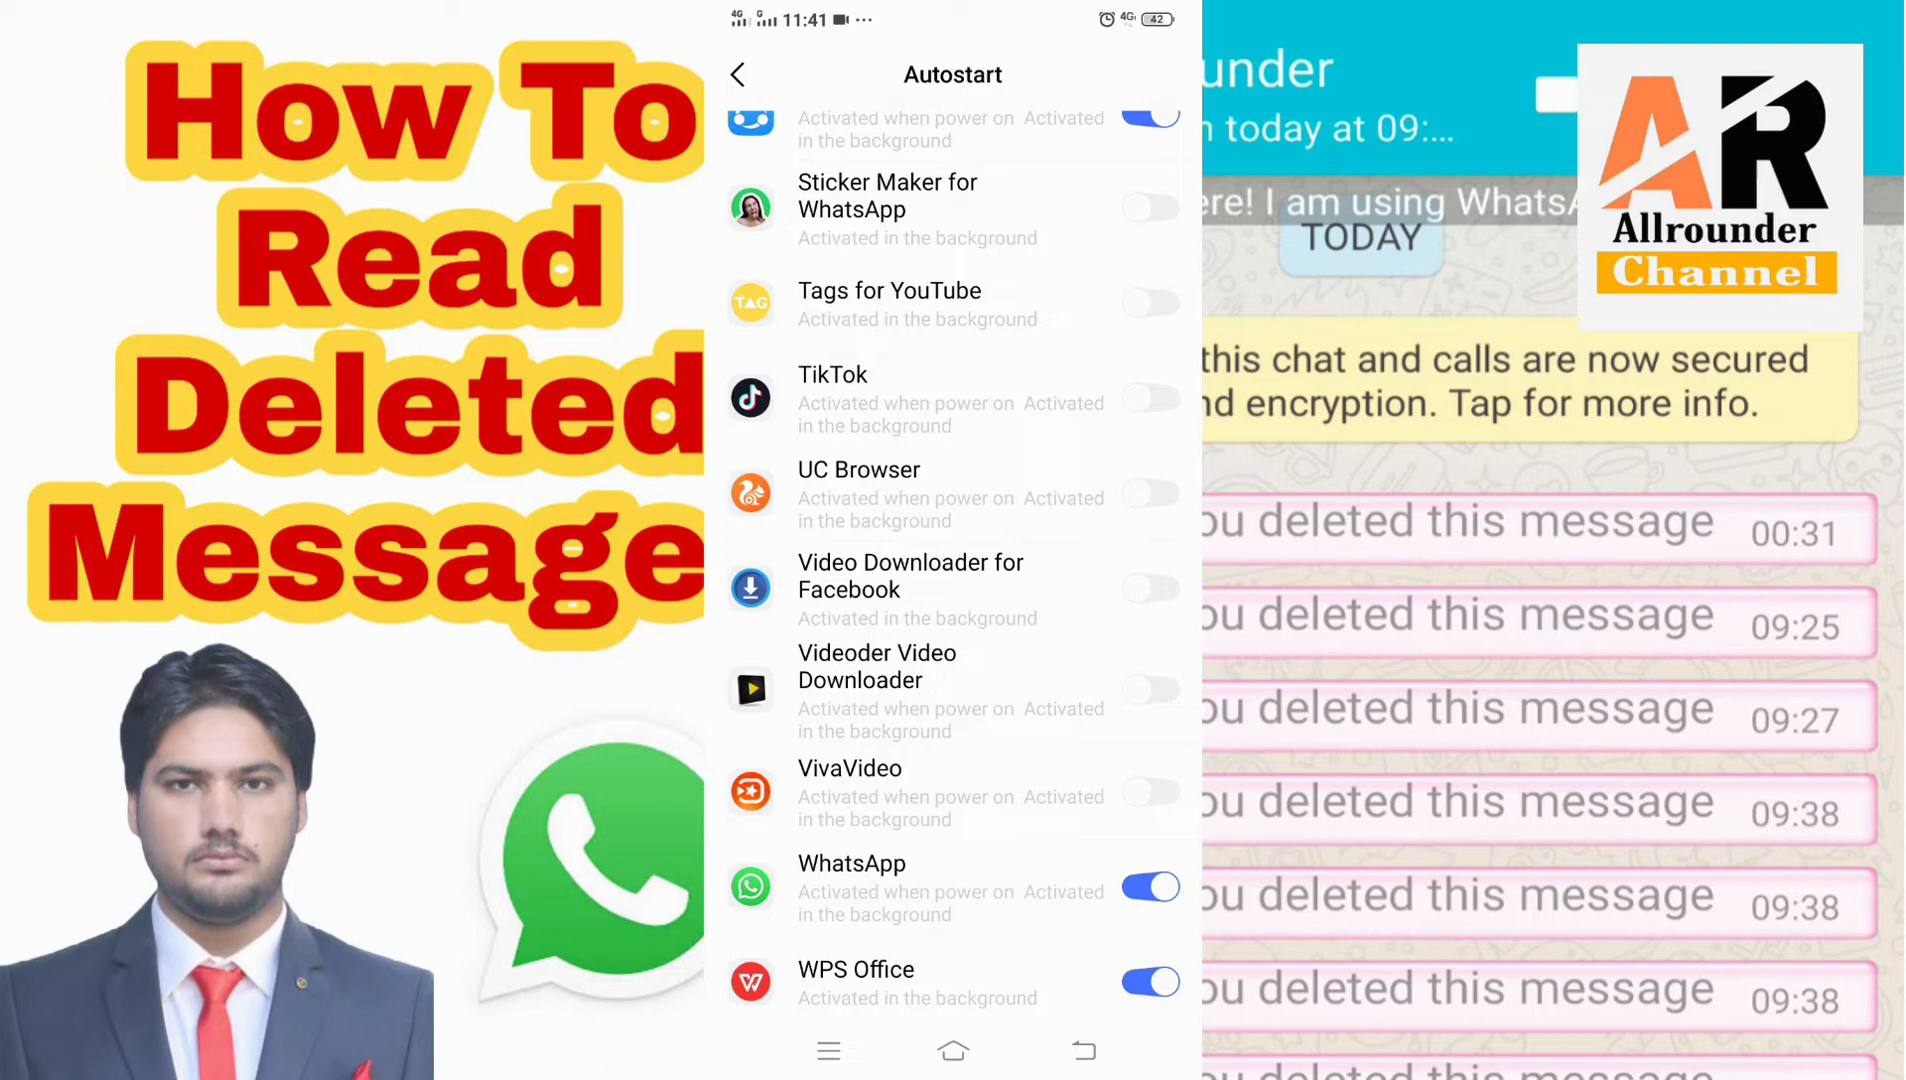 How To
Read
Deleted
Message
4G G 11:41 ...
4G 42
Autostart
Activated when power on Activated
in the background
Sticker Maker for
WhatsApp
Activated in the background
TAG
Tags for YouTube
Activated in the background
TikTok
Activated when power on Activated
in the background
UC Browser
Activated when power on Activated
in the background
Video Downloader for
Facebook
Activated in the background
Videoder Video
Downloader
Activated when power on Activated
in the background
VivaVideo
Activated when power on Activated
in the background
WhatsApp
Activated when power on Activated
in the background
W
WPS Office
Activated in the background
under
n today at 09:...
ere! I am using WhatsA
TODAY
AR
Allrounder
Channel
this chat and calls are now secured
nd encryption. Tap for more info.
ou deleted this message 00:31
ou deleted this message 09:25
ou deleted this message 09:27
ou deleted this message 09:38
ou deleted this message 09:38
ou deleted this message 09:38